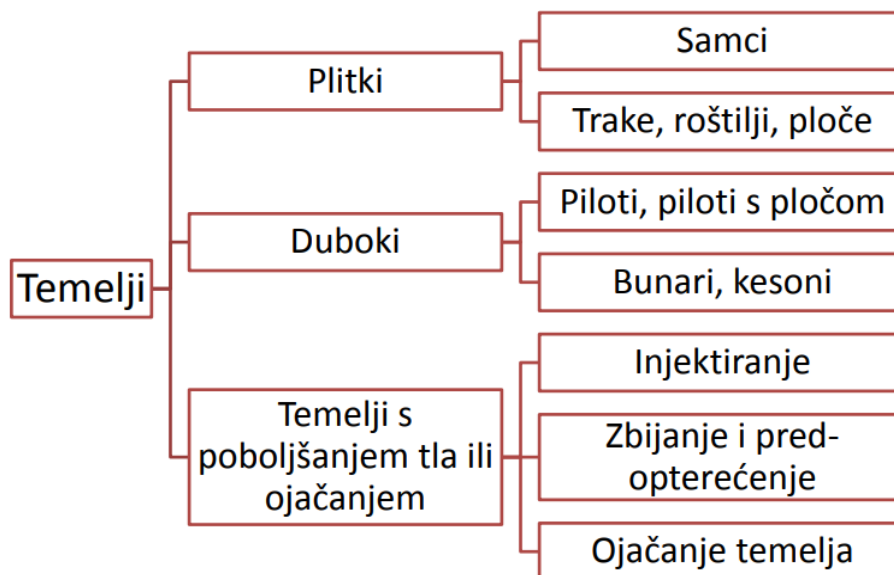 Temelji
Plitki
Samci
Trake, roštilji, ploče
Duboki
Piloti, piloti s pločom
Bunari, kesoni
Temelji s
poboljšanjem tla ili
ojačanjem
Injektiranje
Zbijanje i pred-
opterećenje
Ojačanje temelja